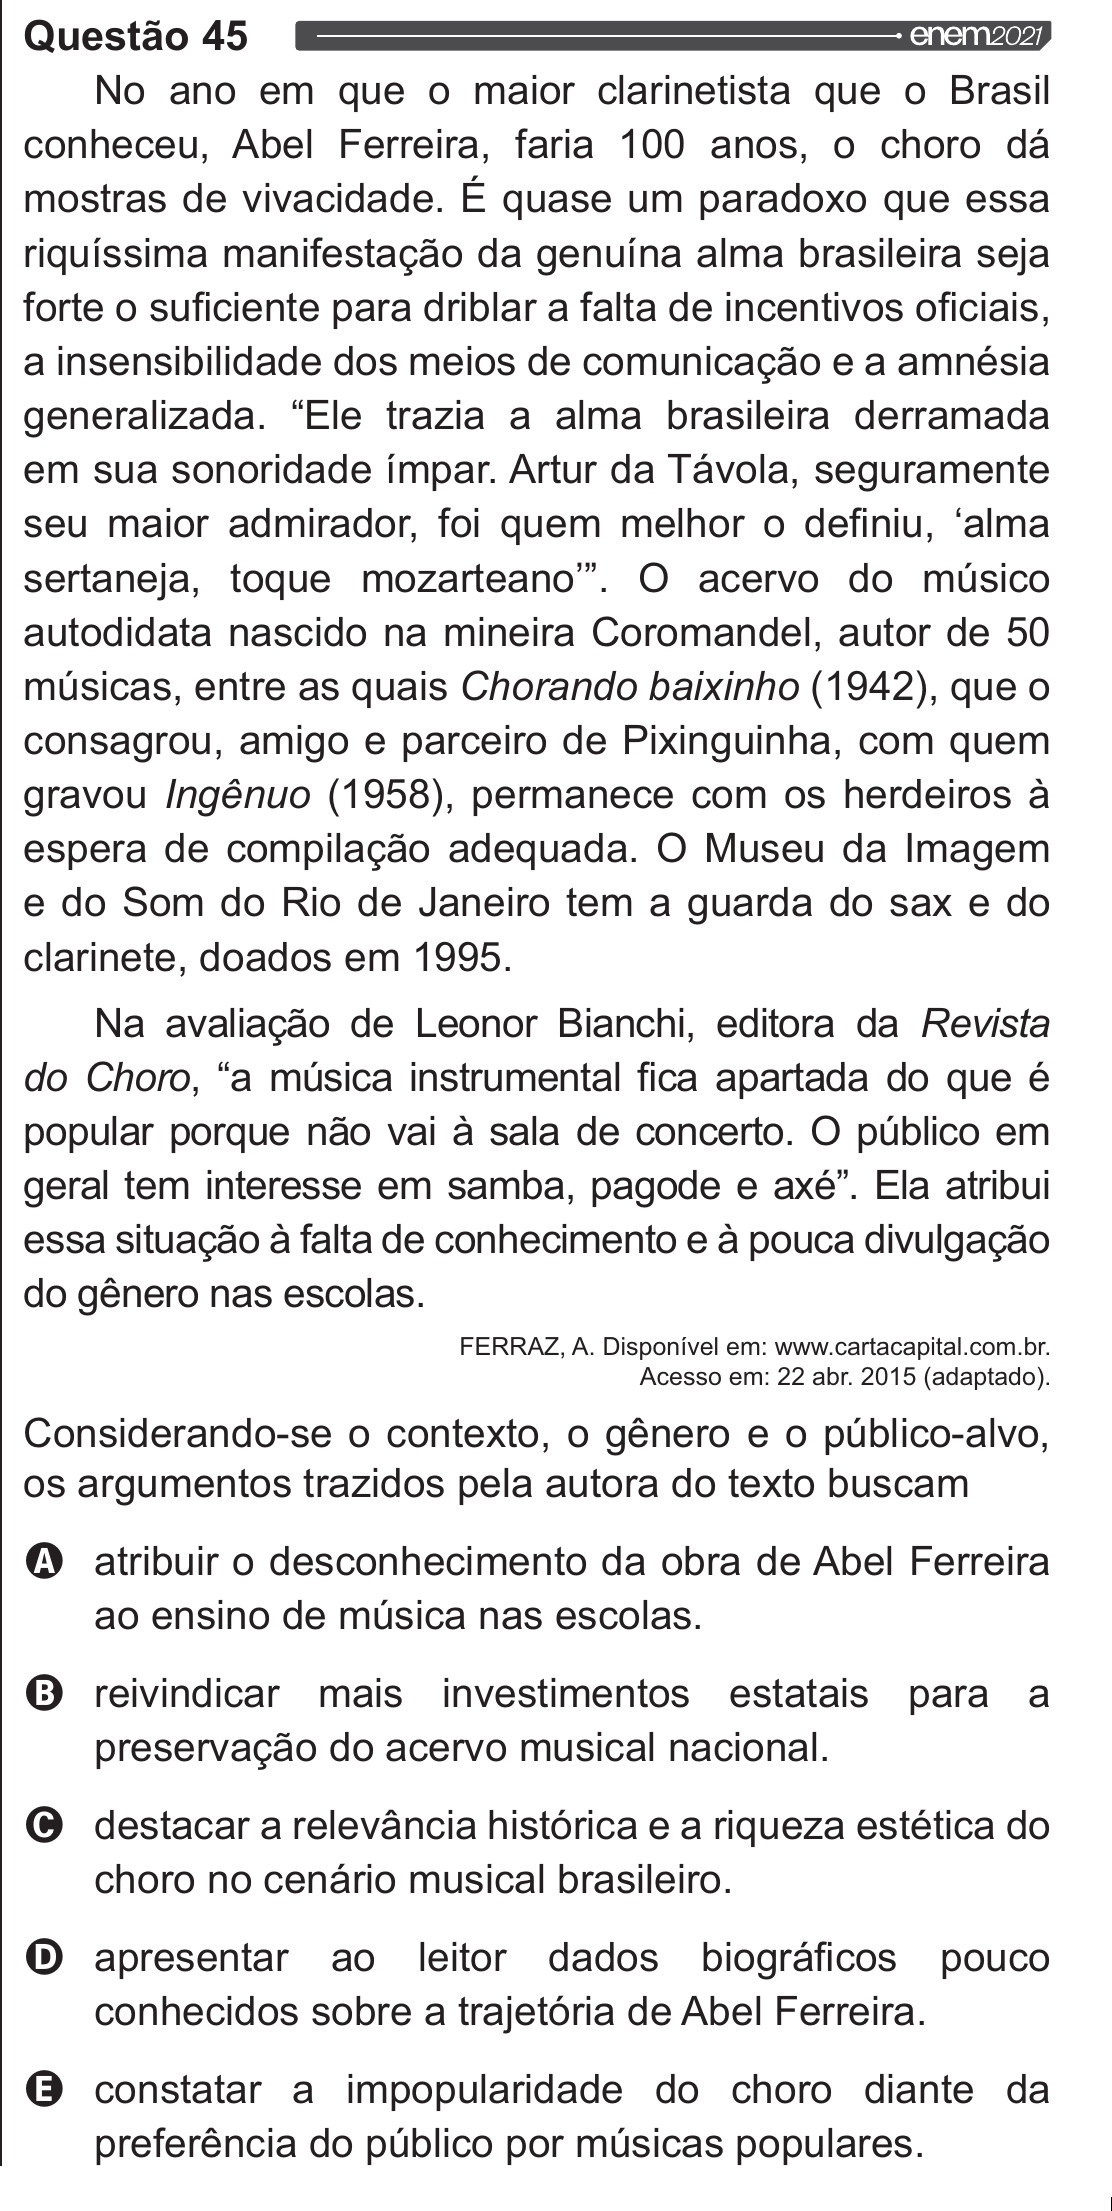 Questão 45
enem2021
No ano em que o maior clarinetista que o Brasil
conheceu, Abel Ferreira, faria 100 anos, o choro dá
mostras de vivacidade. É quase um paradoxo que essa
riquíssima manifestação da genuína alma brasileira seja
forte o suficiente para driblar a falta de incentivos oficiais,
a insensibilidade dos meios de comunicação e a amnésia
generalizada. “Ele trazia a alma brasileira derramada
em sua sonoridade ímpar. Artur da Távola, seguramente
seu maior admirador, foi quem melhor o definiu, ‘alma
sertaneja, toque mozarteano’”. O acervo do músico
autodidata nascido na mineira Coromandel, autor de 50
músicas, entre as quais Chorando baixinho (1942), que o
consagrou, amigo e parceiro de Pixinguinha, com quem
gravou Ingênuo (1958), permanece com os herdeiros à
espera de compilação adequada. O Museu da Imagem
e do Som do Rio de Janeiro tem a guarda do sax e do
clarinete, doados em 1995.
Na avaliação de Leonor Bianchi, editora da Revista
do Choro, “a música instrumental fica apartada do que é
popular porque não vai à sala de concerto. O público em
geral tem interesse em samba, pagode e axé”. Ela atribui
essa situação à falta de conhecimento e à pouca divulgação
do gênero nas escolas.
FERRAZ, A. Disponível em: www.cartacapital.com.br.
Acesso em: 22 abr. 2015 (adaptado).
Considerando-se o contexto, o gênero e o público-alvo,
os argumentos trazidos pela autora do texto buscam
A atribuir o desconhecimento da obra de Abel Ferreira
ao ensino de música nas escolas.
B reivindicar mais investimentos estatais para a
preservação do acervo musical nacional.
C destacar a relevância histórica e a riqueza estética do
choro no cenário musical brasileiro.
D apresentar ao leitor dados biográficos pouco
conhecidos sobre a trajetória de Abel Ferreira.
E constatar a impopularidade do choro diante da
preferência do público por músicas populares.